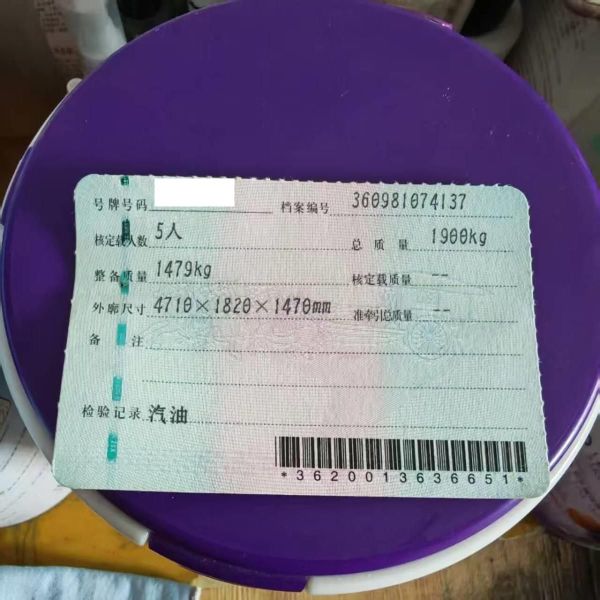 号牌号码 档案编号 360981074137
核定载人数 5人 总质量 1900kg
整备质量 1479kg 核定载质量 --
外廓尺寸 4710×1820×1470mm 准牵引总质量 --
备注
检验记录 汽油
*3620013636651*